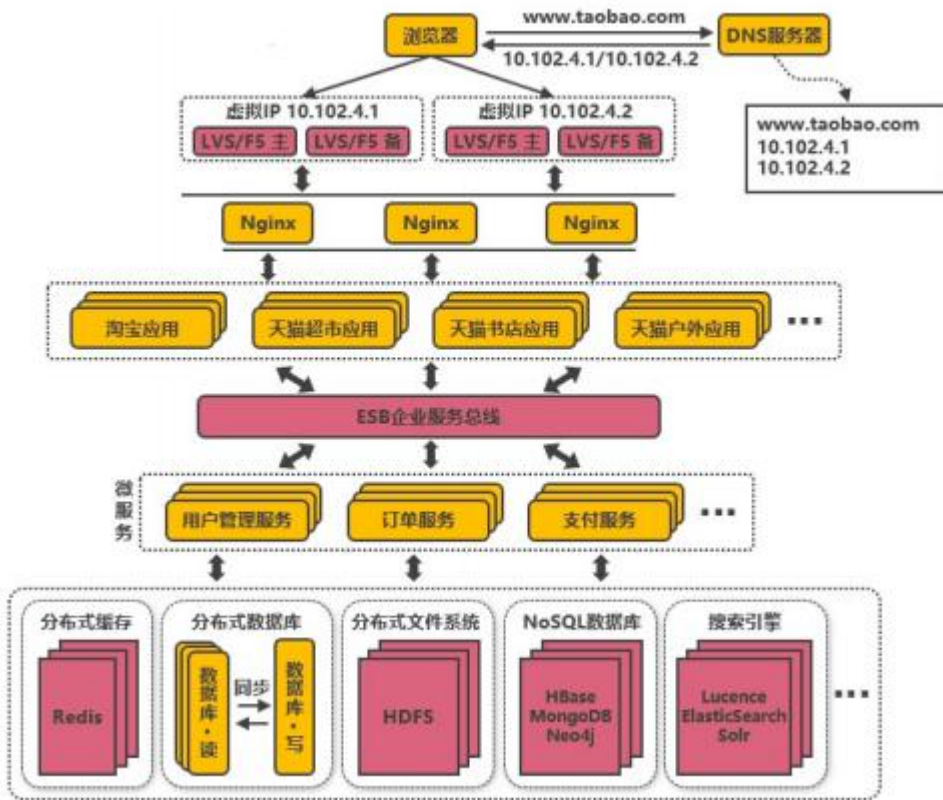 www.taobao.com
浏览器
DNS服务器
10.102.4.1/10.102.4.2
虚拟IP 10.102.4.1
虚拟IP 10.102.4.2
LVS/F5 主
LVS/F5 备
LVS/F5 主
LVS/F5 备
www.taobao.com
10.102.4.1
10.102.4.2
Nginx
Nginx
Nginx
淘宝应用
天猫超市应用
天猫书店应用
天猫户外应用
...
ESB企业服务总线
微服务
用户管理服务
订单服务
支付服务
...
分布式缓存
分布式数据库
分布式文件系统
NoSQL数据库
搜索引擎
Redis
数据库·读
同步
数据库·写
HDFS
HBase
MongoDB
Neo4j
Lucence
ElasticSearch
Solr
...